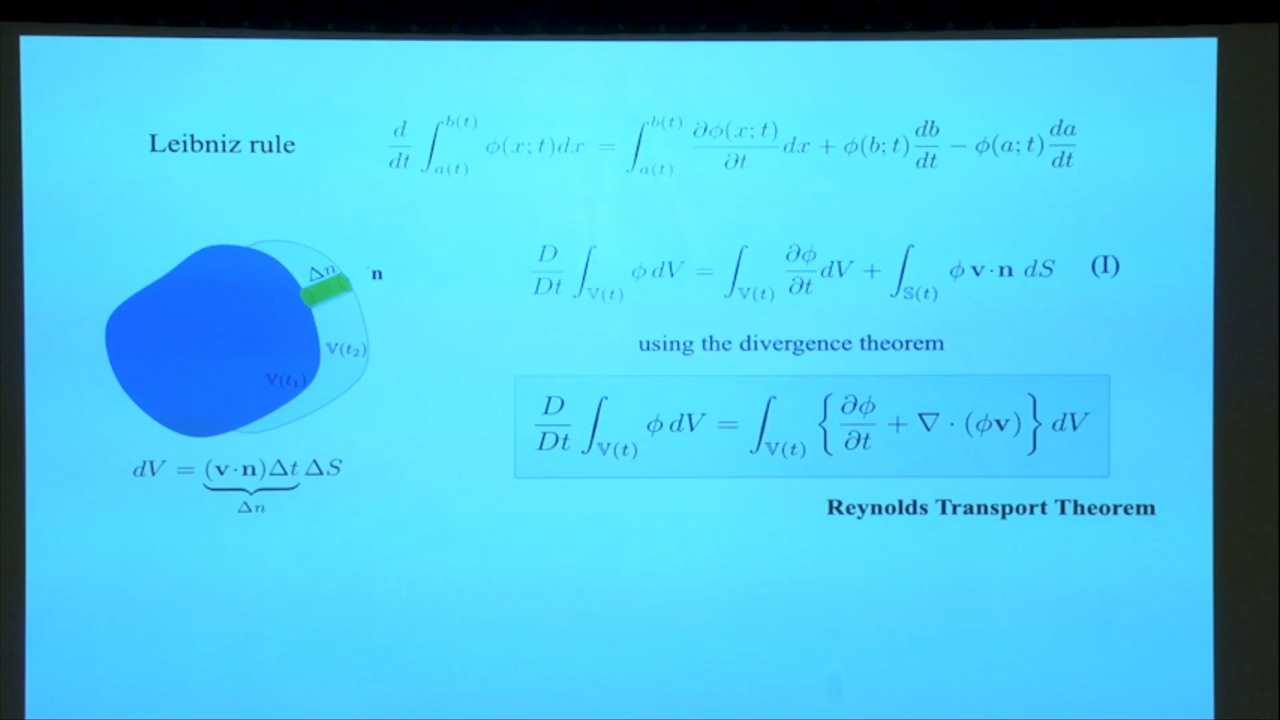 Leibniz rule
d/dt ∫_{a(t)}^{b(t)} ϕ(x; t)dx = ∫_{a(t)}^{b(t)} ∂ϕ(x; t)/∂t dx + ϕ(b; t) db/dt − ϕ(a; t) da/dt
Δn
n
𝕍(t₂)
𝕍(t₁)
dV = (v·n)Δt ΔS
Δn
D/Dt ∫_{𝕍(t)} ϕ dV = ∫_{𝕍(t)} ∂ϕ/∂t dV + ∫_{𝕊(t)} ϕ v·n dS (I)
using the divergence theorem
D/Dt ∫_{𝕍(t)} ϕ dV = ∫_{𝕍(t)} {∂ϕ/∂t + ∇ · (ϕv)} dV
Reynolds Transport Theorem